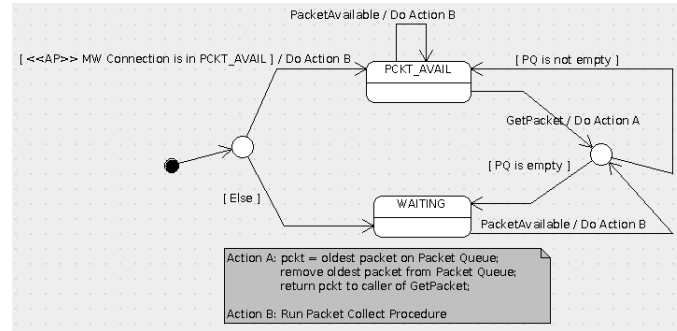 PacketAvailable / Do Action B
[ <<AP>> MW Connection is in PCKT_AVAIL ] / Do Action B
[ PQ is not empty ]
PCKT_AVAIL
GetPacket / Do Action A
[ PQ is empty ]
[ Else ]
WAITING
PacketAvailable / Do Action B
Action A: pckt = oldest packet on Packet Queue;
remove oldest packet from Packet Queue;
return pckt to caller of GetPacket;
Action B: Run Packet Collect Procedure